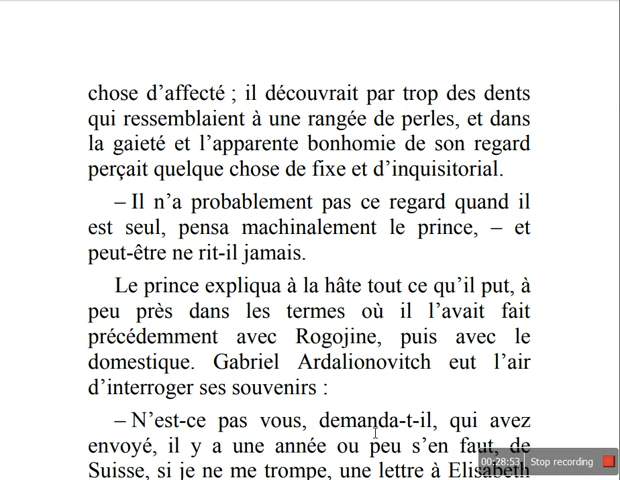 chose d’affecté ; il découvrait par trop des dents
qui ressemblaient à une rangée de perles, et dans
la gaieté et l’apparente bonhomie de son regard
perçait quelque chose de fixe et d’inquisitorial.
– Il n’a probablement pas ce regard quand il
est seul, pensa machinalement le prince, – et
peut-être ne rit-il jamais.
Le prince expliqua à la hâte tout ce qu’il put, à
peu près dans les termes où il l’avait fait
précédemment avec Rogojine, puis avec le
domestique. Gabriel Ardalionovitch eut l’air
d’interroger ses souvenirs :
– N’est-ce pas vous, demanda-t-il, qui avez
envoyé, il y a une année ou peu s’en faut, de
Suisse, si je ne me trompe, une lettre à Elisabeth
00:28:53 Stop recording